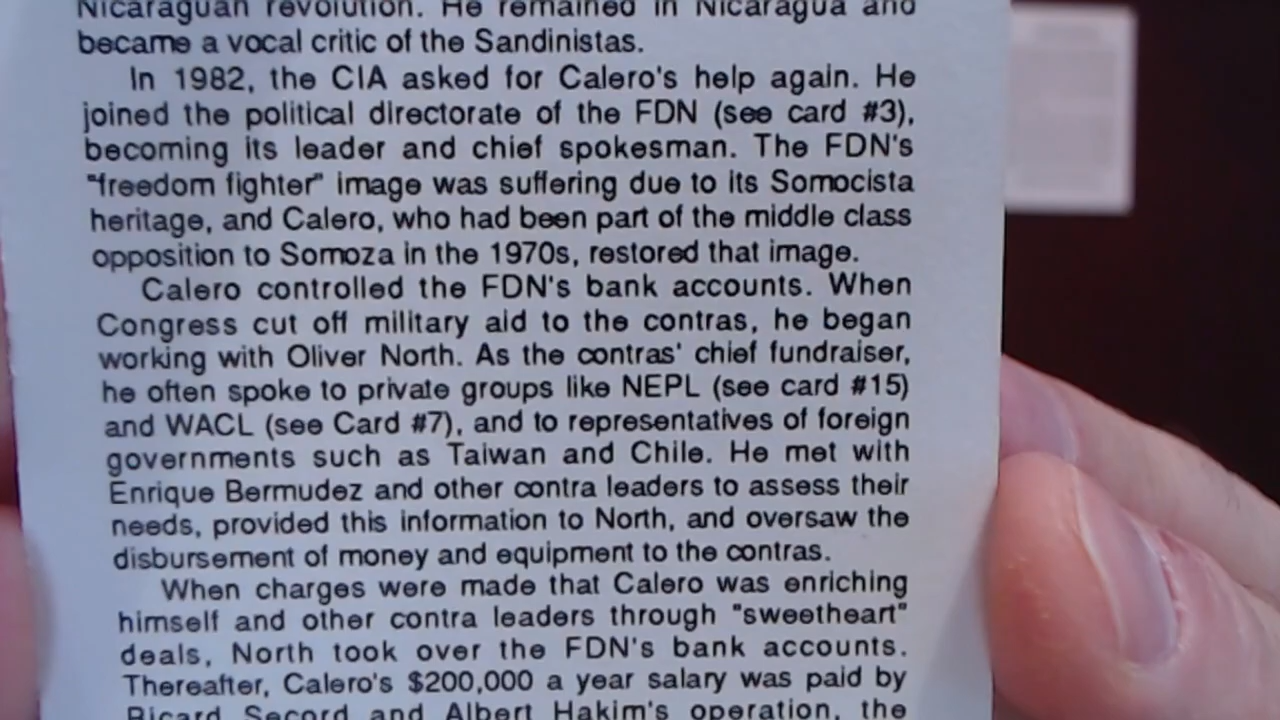 Nicaraguan revolution. He remained in Nicaragua and
became a vocal critic of the Sandinistas.
In 1982, the CIA asked for Calero's help again. He
joined the political directorate of the FDN (see card #3),
becoming its leader and chief spokesman. The FDN's
"freedom fighter" image was suffering due to its Somocista
heritage, and Calero, who had been part of the middle class
opposition to Somoza in the 1970s, restored that image.
Calero controlled the FDN's bank accounts. When
Congress cut off military aid to the contras, he began
working with Oliver North. As the contras' chief fundraiser,
he often spoke to private groups like NEPL (see card #15)
and WACL (see Card #7), and to representatives of foreign
governments such as Taiwan and Chile. He met with
Enrique Bermudez and other contra leaders to assess their
needs, provided this information to North, and oversaw the
disbursement of money and equipment to the contras.
When charges were made that Calero was enriching
himself and other contra leaders through "sweetheart"
deals, North took over the FDN's bank accounts.
Thereafter, Calero's $200,000 a year salary was paid by
Ricard Secord and Albert Hakim's operation, the